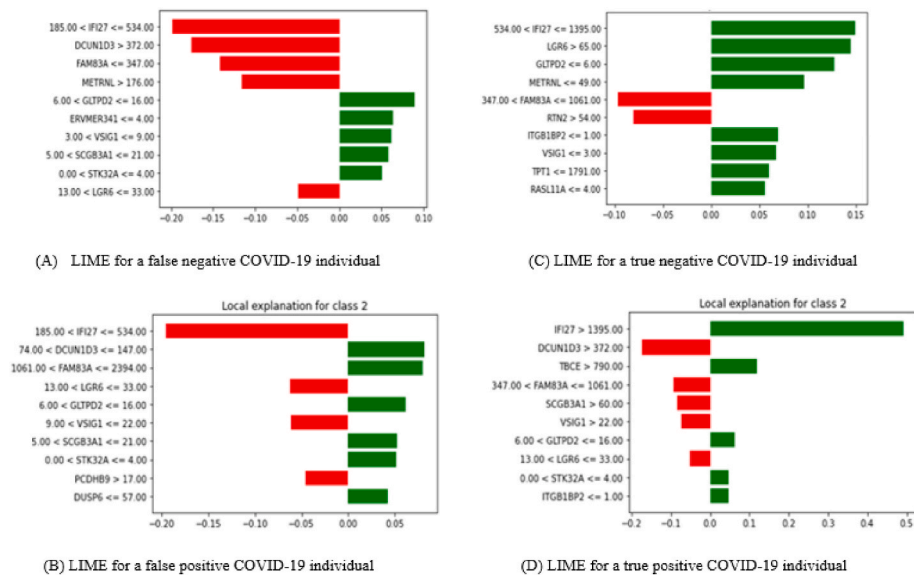 185.00 < IFI27 <= 534.00
DCUN1D3 > 372.00
FAM83A <= 347.00
METRNL > 176.00
6.00 < GLTPD2 <= 16.00
ERVMER341 <= 4.00
3.00 < VSIG1 <= 9.00
5.00 < SCGB3A1 <= 21.00
0.00 < STK32A <= 4.00
13.00 < LGR6 <= 33.00
−0.20 −0.15 −0.10 −0.05 0.00 0.05 0.10
(A) LIME for a false negative COVID-19 individual
534.00 < IFI27 <= 1395.00
LGR6 > 65.00
GLTPD2 <= 6.00
METRNL <= 49.00
347.00 < FAM83A <= 1061.00
RTN2 > 54.00
ITGB1BP2 <= 1.00
VSIG1 <= 3.00
TPT1 <= 1791.00
RASL11A <= 4.00
−0.10 −0.05 0.00 0.05 0.10 0.15
(C) LIME for a true negative COVID-19 individual
Local explanation for class 2
185.00 < IFI27 <= 534.00
74.00 < DCUN1D3 <= 147.00
1061.00 < FAM83A <= 2394.00
13.00 < LGR6 <= 33.00
6.00 < GLTPD2 <= 16.00
9.00 < VSIG1 <= 22.00
5.00 < SCGB3A1 <= 21.00
0.00 < STK32A <= 4.00
PCDHB9 > 17.00
DUSP6 <= 57.00
−0.20 −0.15 −0.10 −0.05 0.00 0.05
(B) LIME for a false positive COVID-19 individual
Local explanation for class 2
IFI27 > 1395.00
DCUN1D3 > 372.00
TBCE > 790.00
347.00 < FAM83A <= 1061.00
SCGB3A1 > 60.00
VSIG1 > 22.00
6.00 < GLTPD2 <= 16.00
13.00 < LGR6 <= 33.00
0.00 < STK32A <= 4.00
ITGB1BP2 <= 1.00
−0.2 −0.1 0.0 0.1 0.2 0.3 0.4 0.5
(D) LIME for a true positive COVID-19 individual